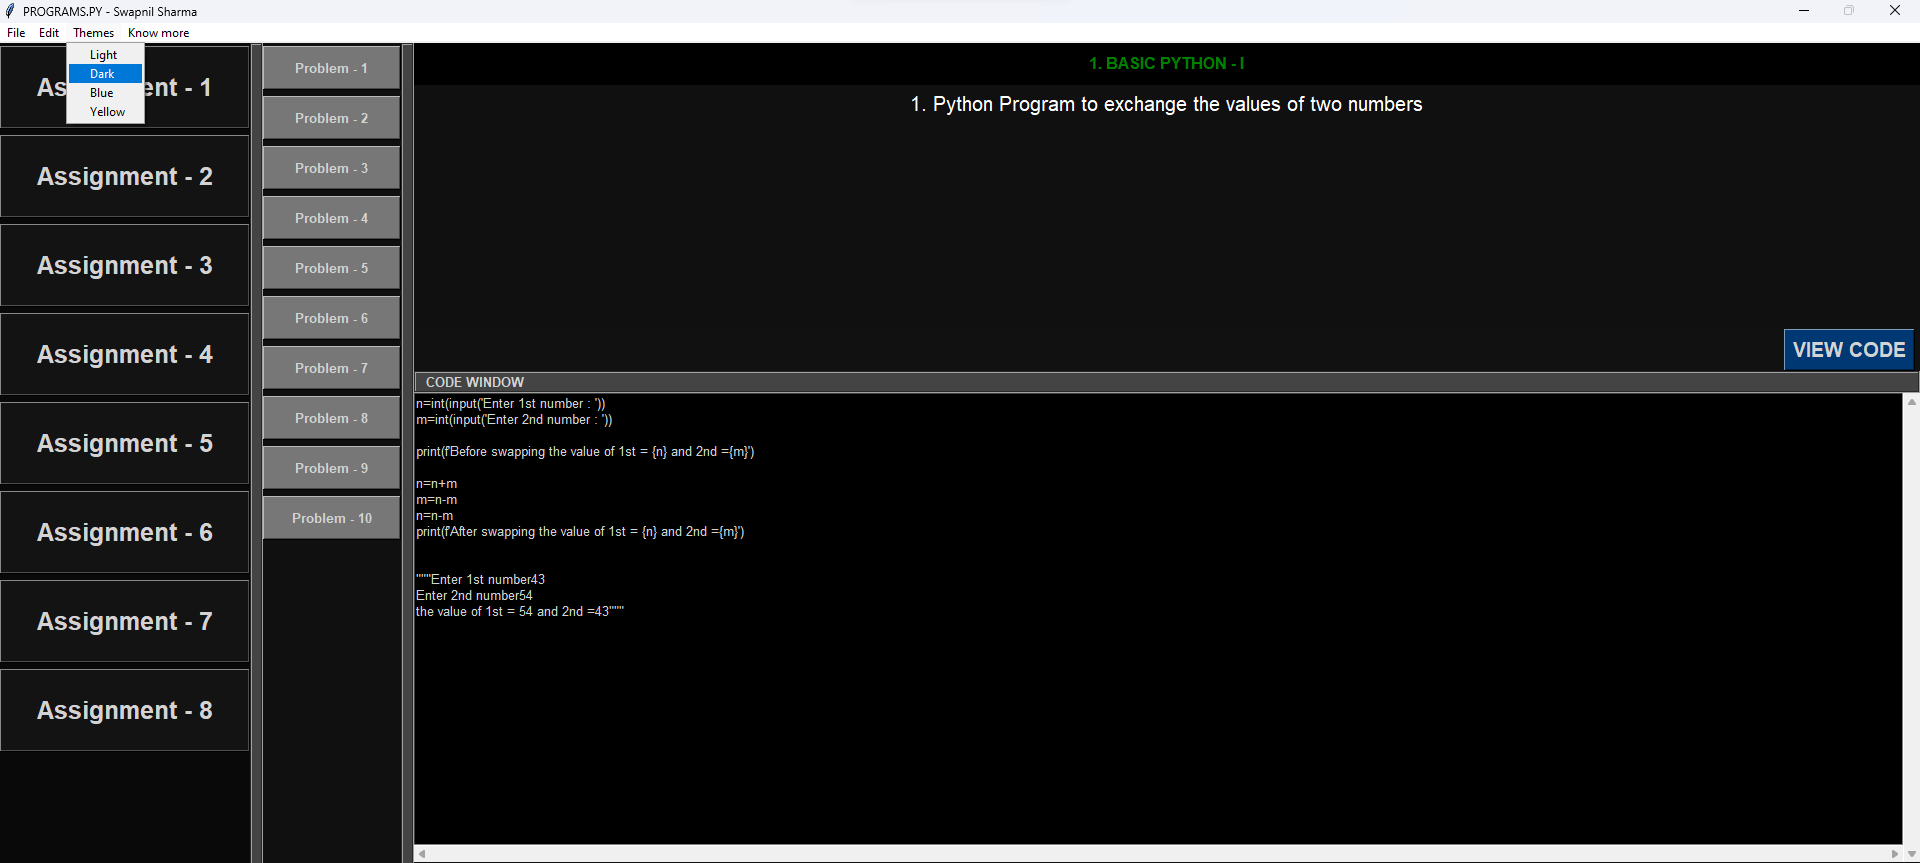 PROGRAMS.PY - Swapnil Sharma
File Edit Themes Know more
Light
Dark
Blue
Yellow
As ent - 1
Assignment - 2
Assignment - 3
Assignment - 4
Assignment - 5
Assignment - 6
Assignment - 7
Assignment - 8
Problem - 1
Problem - 2
Problem - 3
Problem - 4
Problem - 5
Problem - 6
Problem - 7
Problem - 8
Problem - 9
Problem - 10
1. BASIC PYTHON - I
1. Python Program to exchange the values of two numbers
VIEW CODE
CODE WINDOW
n=int(input('Enter 1st number : '))
m=int(input('Enter 2nd number : '))
print(f'Before swapping the value of 1st = {n} and 2nd ={m}')
n=n+m
m=n-m
n=n-m
print(f'After swapping the value of 1st = {n} and 2nd ={m}')
"""Enter 1st number43
Enter 2nd number54
the value of 1st = 54 and 2nd =43"""